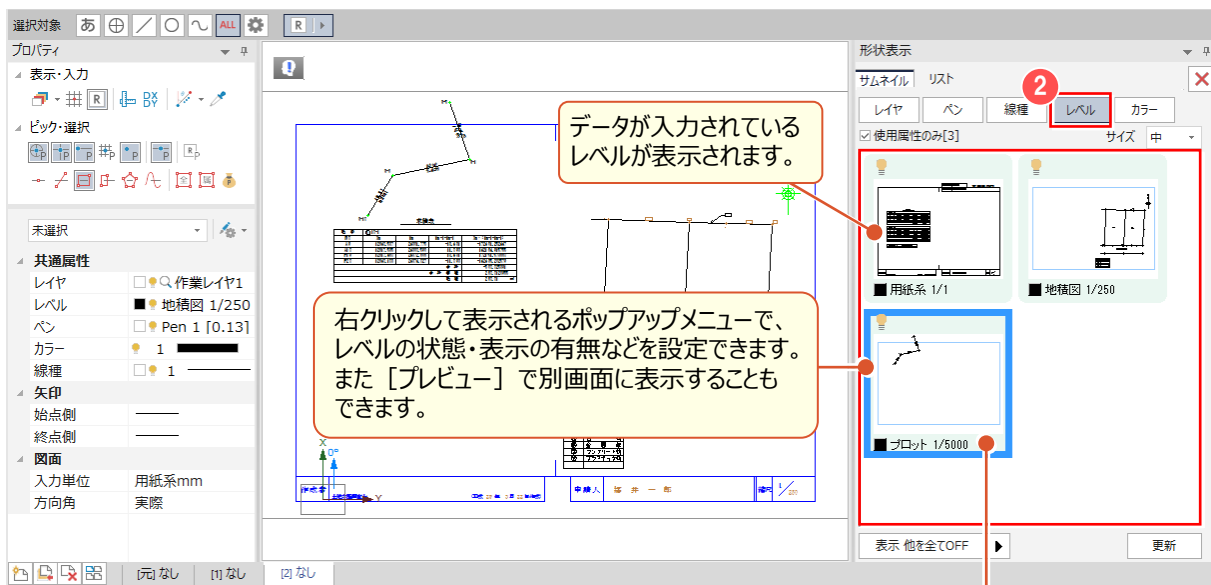 選択対象 あ ALL R
プロパティ
表示・入力
R DXY
ピック・選択
未選択
共通属性
レイヤ 作業レイヤ1
レベル 地積図 1/250
ペン Pen 1 [0.13]
カラー 1
線種 1
矢印
始点側
終点側
図面
入力単位 用紙系mm
方向角 実際
データが入力されている
レベルが表示されます。
右クリックして表示されるポップアップメニューで、
レベルの状態・表示の有無などを設定できます。
また［プレビュー］で別画面に表示することも
できます。
X
0°
Y
申請人
形状表示
サムネイル リスト
2
レイヤ ペン 線種 レベル カラー
使用属性のみ[3] サイズ 中
用紙系 1/1 地積図 1/250
プロット 1/5000
表示 他を全てOFF 更新
[元] なし [1] なし [2] なし